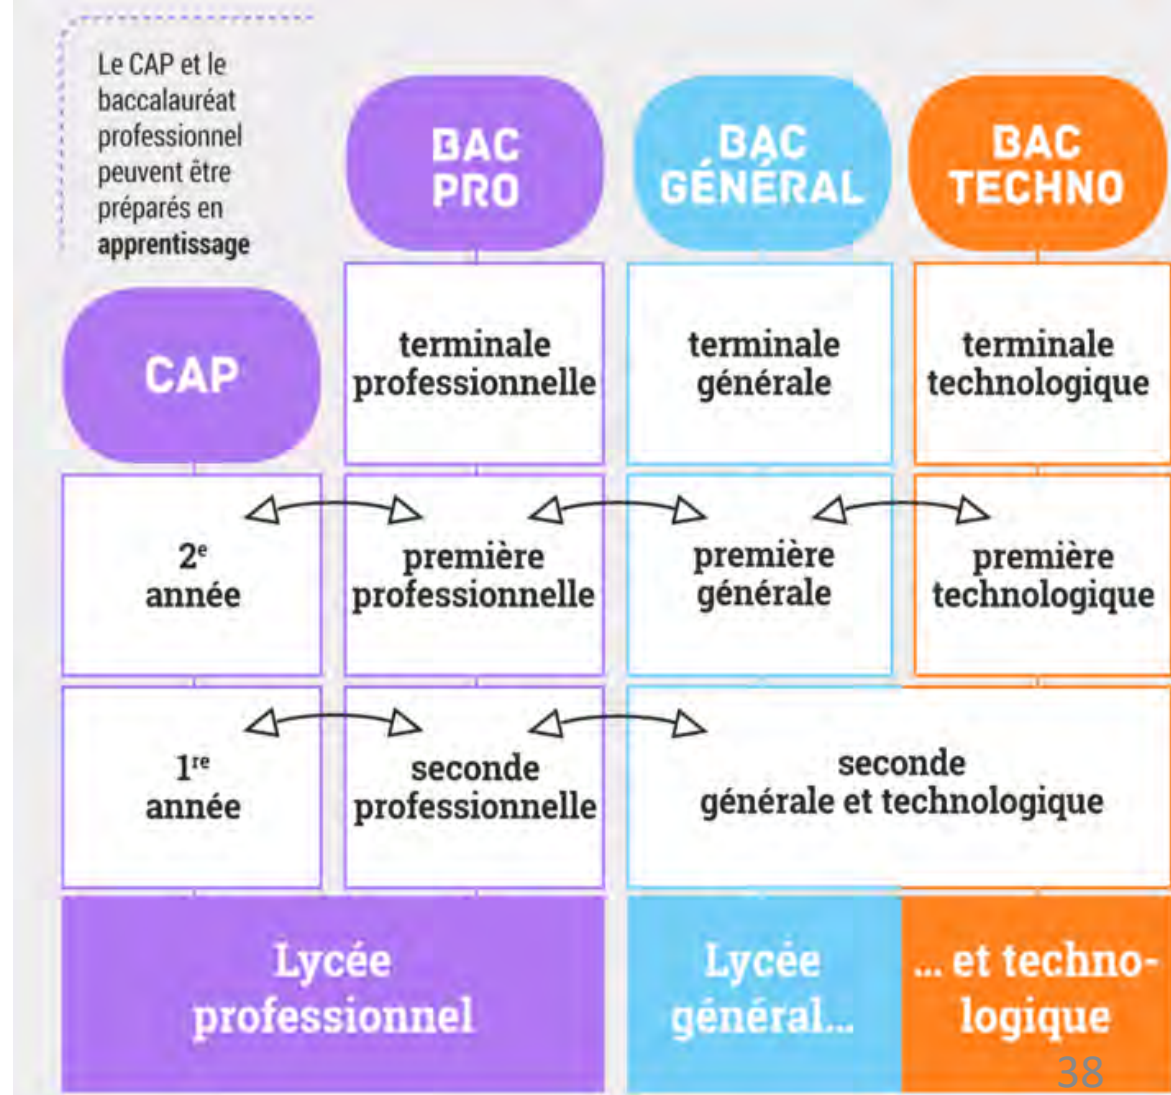 Le CAP et le
baccalauréat
professionnel
peuvent être
préparés en
apprentissage
BAC
PRO
BAC
GÉNÉRAL
BAC
TECHNO
CAP
terminale
professionnelle
terminale
générale
terminale
technologique
2e
année
première
professionnelle
première
générale
première
technologique
1re
année
seconde
professionnelle
seconde
générale et technologique
Lycée
professionnel
Lycée
général...
... et techno-
logique
38